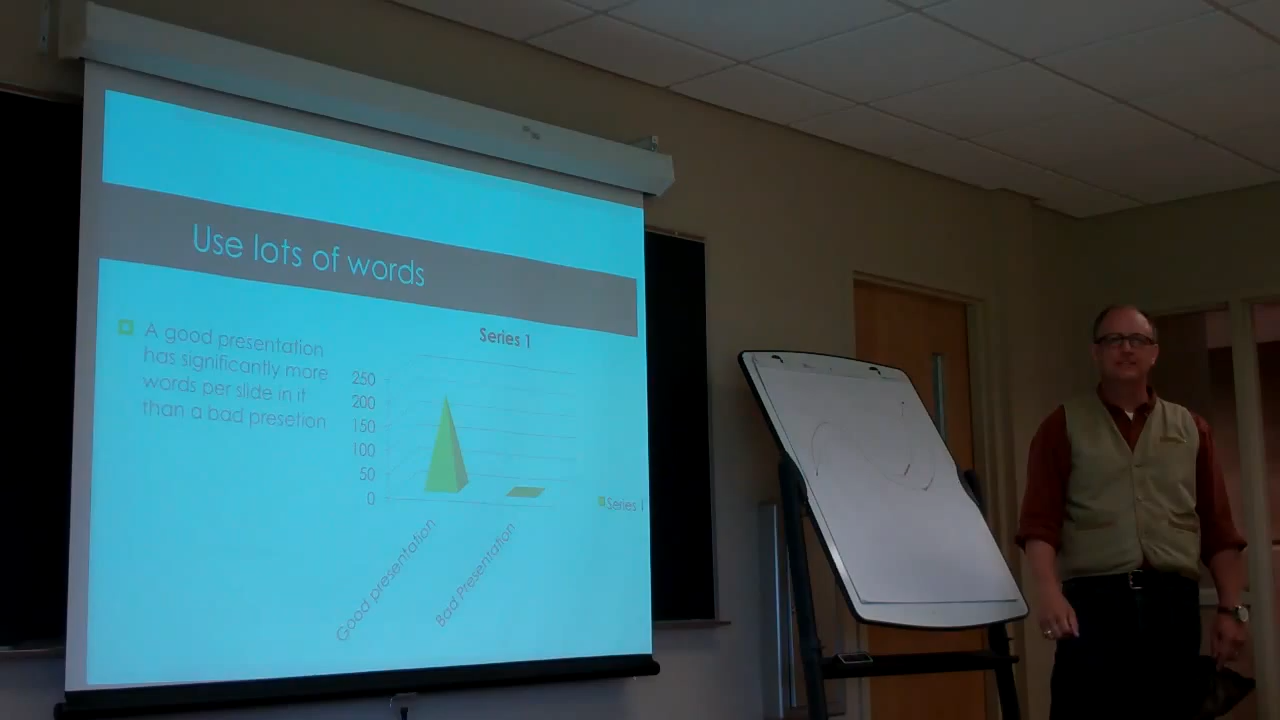 Use lots of words
A good presentation
has significantly more
words per slide in it
than a bad presetion
Series 1
250
200
150
100
50
0
Good presentation
Bad Presentation
Series 1